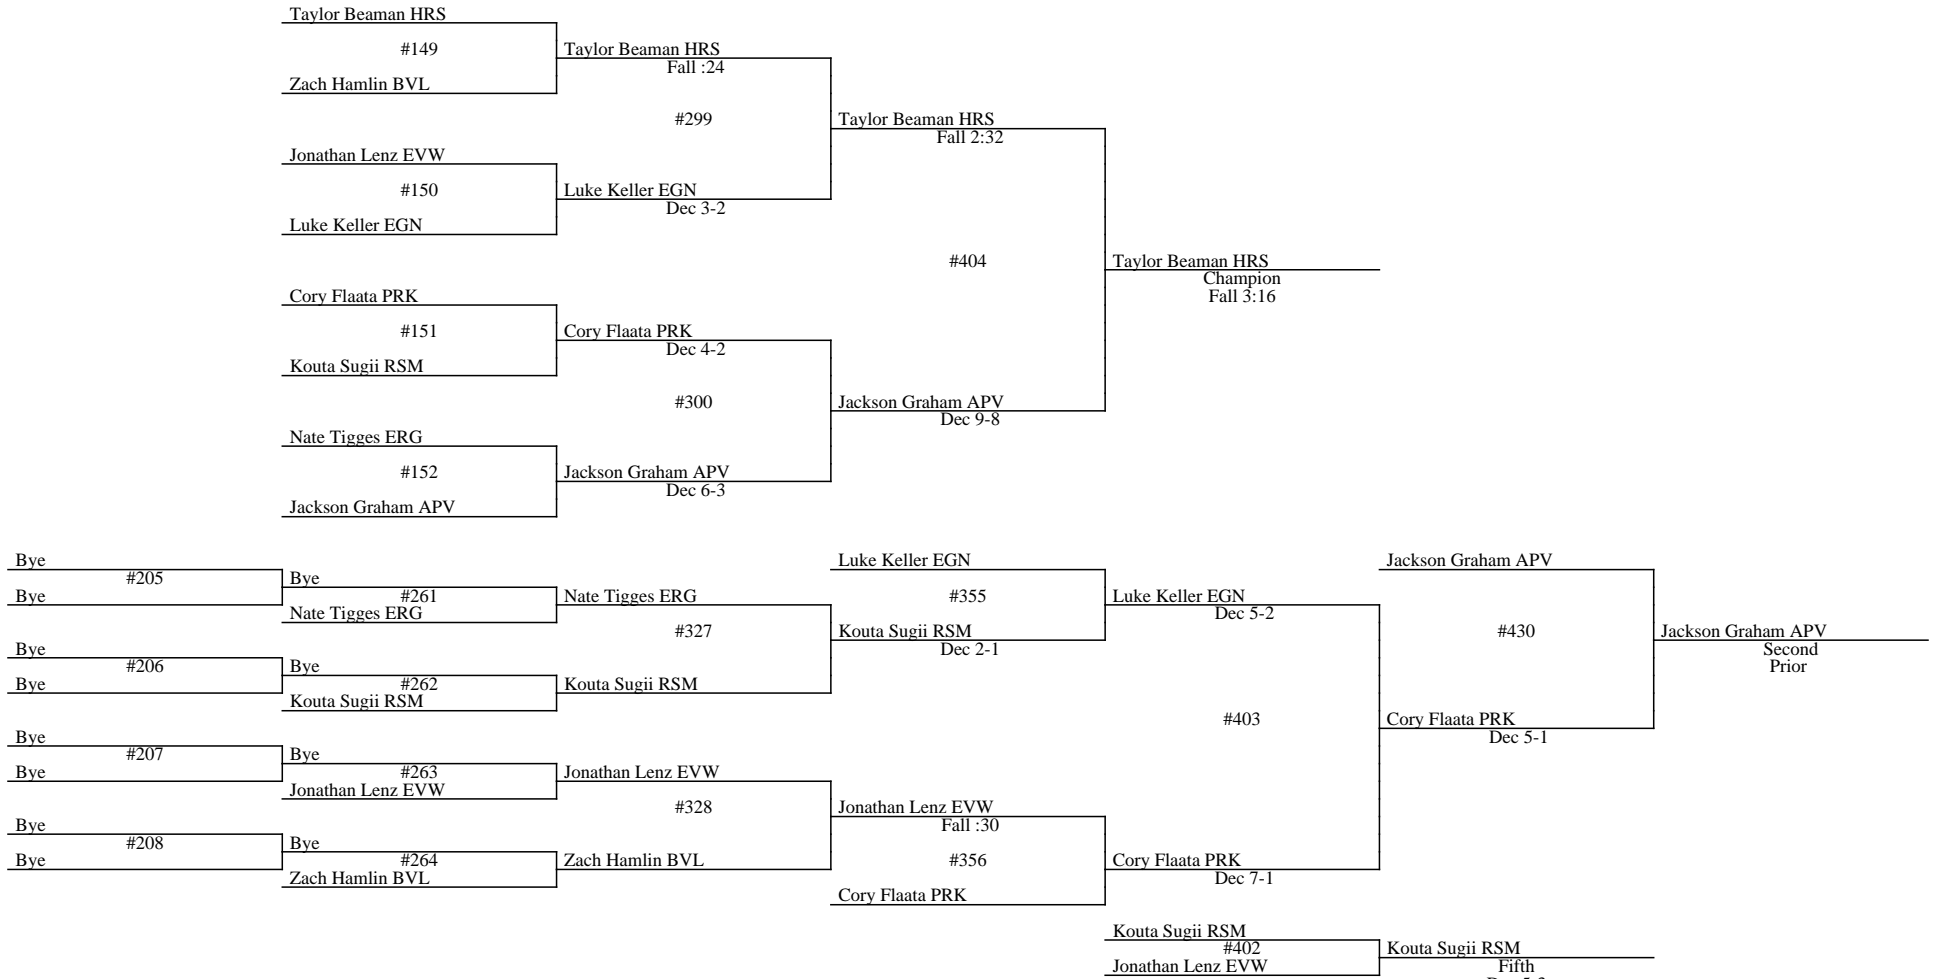 Taylor Beaman HRS
#149
Taylor Beaman HRS
Fall :24
Zach Hamlin BVL
#299
Taylor Beaman HRS
Fall 2:32
Jonathan Lenz EVW
#150
Luke Keller EGN
Dec 3-2
Luke Keller EGN
#404
Taylor Beaman HRS
Champion
Fall 3:16
Cory Flaata PRK
#151
Cory Flaata PRK
Dec 4-2
Kouta Sugii RSM
#300
Jackson Graham APV
Dec 9-8
Nate Tigges ERG
#152
Jackson Graham APV
Dec 6-3
Jackson Graham APV
Bye
#205
Bye
Bye
#261
Nate Tigges ERG
Nate Tigges ERG
#327
Luke Keller EGN
#355
Kouta Sugii RSM
Dec 2-1
Luke Keller EGN
Dec 5-2
Jackson Graham APV
#430
Jackson Graham APV
Second
Prior
Bye
#206
Bye
Bye
#262
Kouta Sugii RSM
Kouta Sugii RSM
#403
Cory Flaata PRK
Dec 5-1
Bye
#207
Bye
Bye
#263
Jonathan Lenz EVW
Jonathan Lenz EVW
#328
Jonathan Lenz EVW
Fall :30
Bye
#208
Bye
Bye
#264
Zach Hamlin BVL
Zach Hamlin BVL
#356
Cory Flaata PRK
Dec 7-1
Cory Flaata PRK
Kouta Sugii RSM
#402
Jonathan Lenz EVW
Kouta Sugii RSM
Fifth